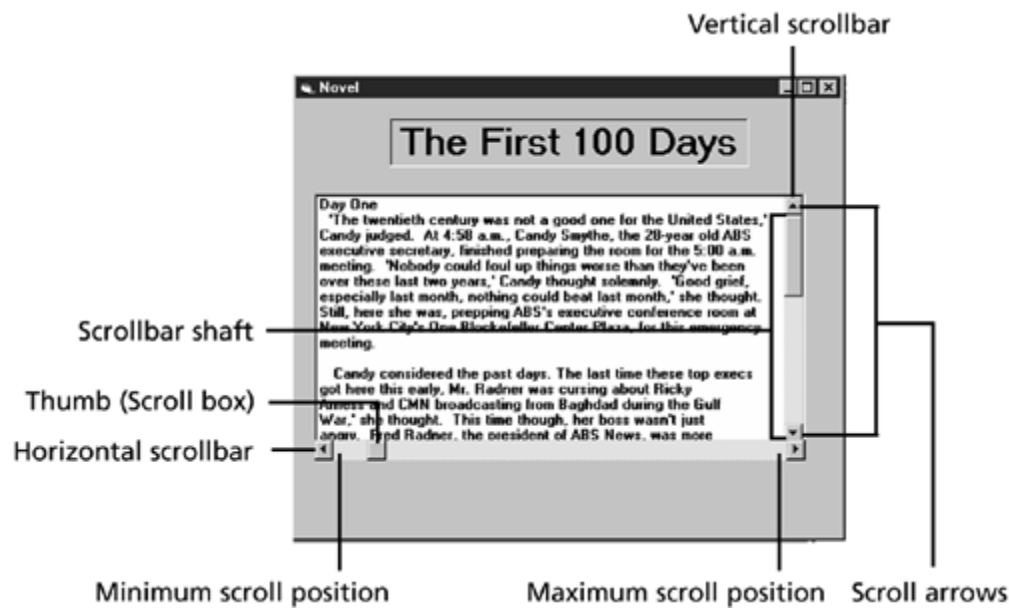 Vertical scrollbar
Novel
The First 100 Days
Day One
'The twentieth century was not a good one for the United States,'
Candy judged. At 4:58 a.m., Candy Smythe, the 28-year old ABS
executive secretary, finished preparing the room for the 5:00 a.m.
meeting. 'Nobody could foul up things worse than they've been
over these last two years,' Candy thought solemnly. 'Good grief,
especially last month, nothing could beat last month,' she thought.
Still, here she was, prepping ABS's executive conference room at
New York City's One Blockefeller Center Plaza, for this emergency
meeting.
Candy considered the past days. The last time these top execs
got here this early, Mr. Radner was cursing about Ricky
and CMN broadcasting from Baghdad during the Gulf
War,' she thought. This time though, her boss wasn't just
angry. Fred Radner, the president of ABS News, was more
Scrollbar shaft
Thumb (Scroll box)
Horizontal scrollbar
Minimum scroll position
Maximum scroll position
Scroll arrows